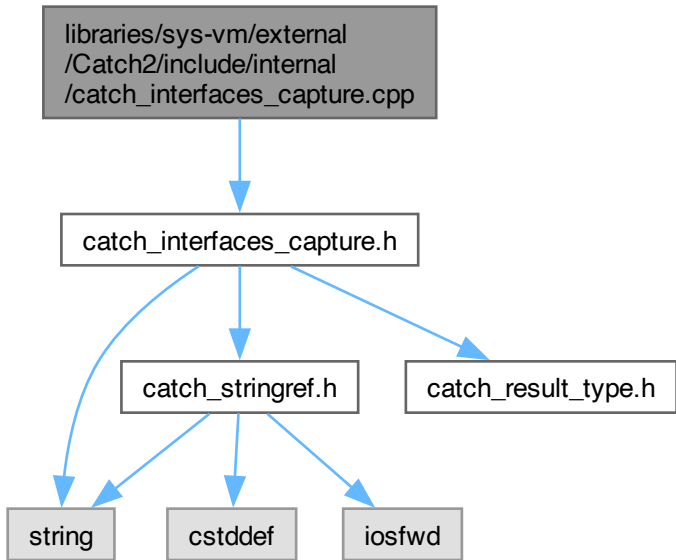 libraries/sys-vm/external
/Catch2/include/internal
/catch_interfaces_capture.cpp
catch_interfaces_capture.h
catch_stringref.h
catch_result_type.h
string
cstddef
iosfwd